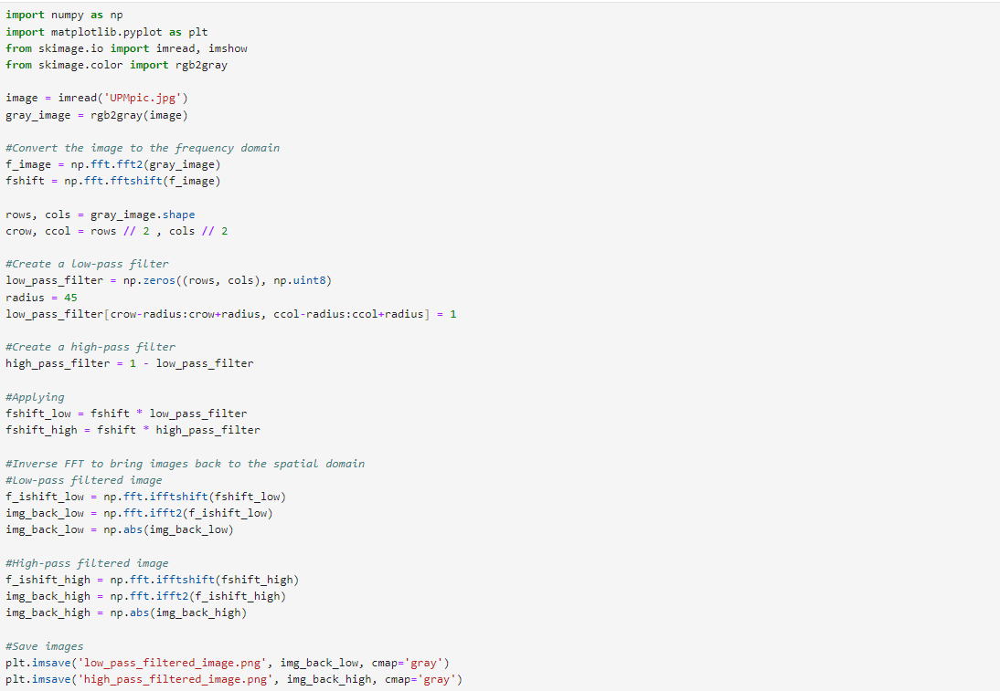 import numpy as np
import matplotlib.pyplot as plt
from skimage.io import imread, imshow
from skimage.color import rgb2gray
image = imread('UPMpic.jpg')
gray_image = rgb2gray(image)
#Convert the image to the frequency domain
f_image = np.fft.fft2(gray_image)
fshift = np.fft.fftshift(f_image)
rows, cols = gray_image.shape
crow, ccol = rows // 2 , cols // 2
#Create a low-pass filter
low_pass_filter = np.zeros((rows, cols), np.uint8)
radius = 45
low_pass_filter[crow-radius:crow+radius, ccol-radius:ccol+radius] = 1
#Create a high-pass filter
high_pass_filter = 1 - low_pass_filter
#Applying
fshift_low = fshift * low_pass_filter
fshift_high = fshift * high_pass_filter
#Inverse FFT to bring images back to the spatial domain
#Low-pass filtered image
f_ishift_low = np.fft.ifftshift(fshift_low)
img_back_low = np.fft.ifft2(f_ishift_low)
img_back_low = np.abs(img_back_low)
#High-pass filtered image
f_ishift_high = np.fft.ifftshift(fshift_high)
img_back_high = np.fft.ifft2(f_ishift_high)
img_back_high = np.abs(img_back_high)
#Save images
plt.imsave('low_pass_filtered_image.png', img_back_low, cmap='gray')
plt.imsave('high_pass_filtered_image.png', img_back_high, cmap='gray')